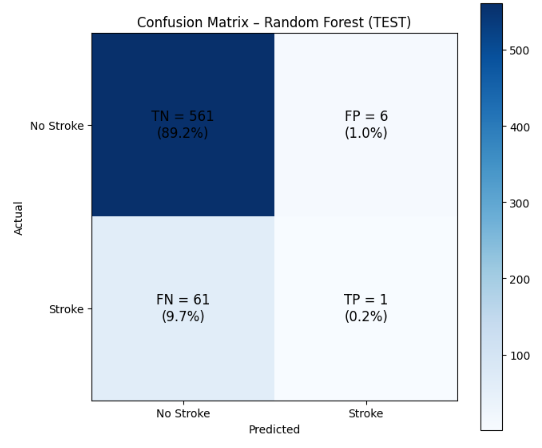 Confusion Matrix – Random Forest (TEST)
No Stroke
TN = 561
(89.2%)
FP = 6
(1.0%)
Actual
Stroke
FN = 61
(9.7%)
TP = 1
(0.2%)
No Stroke
Stroke
Predicted
500
400
300
200
100